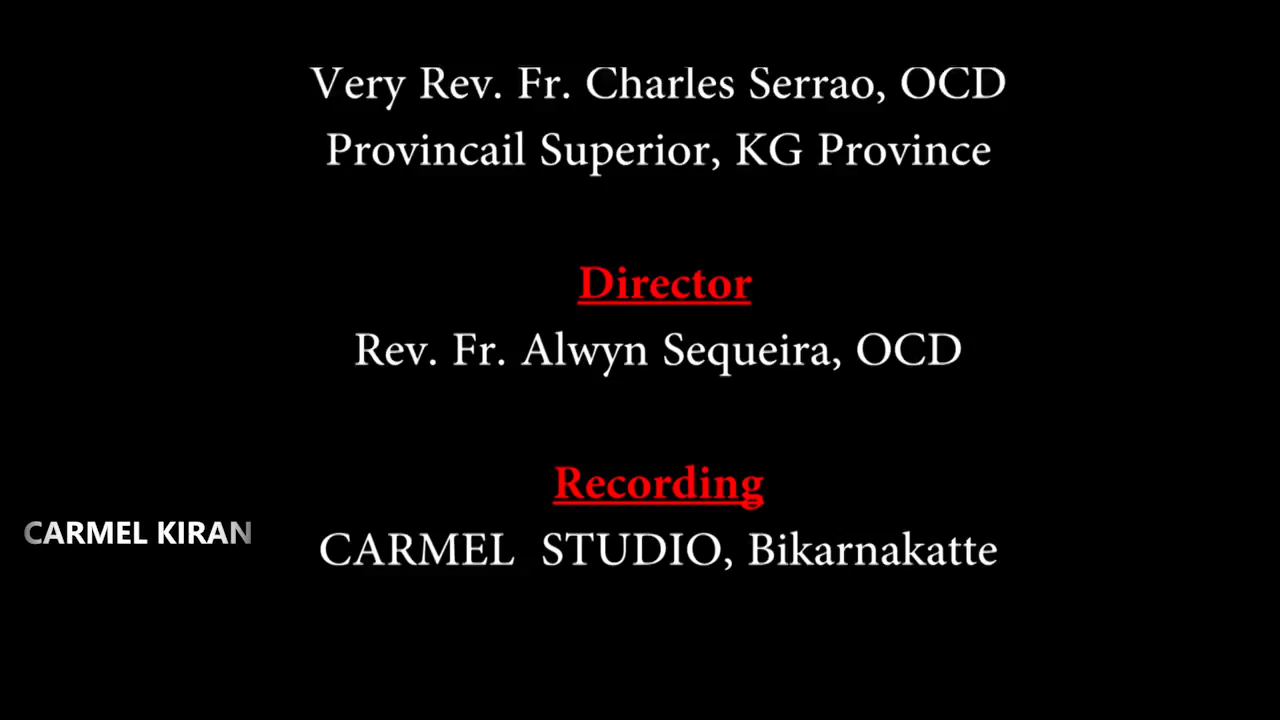 Very Rev. Fr. Charles Serrao, OCD
Provincail Superior, KG Province
Director
Rev. Fr. Alwyn Sequeira, OCD
Recording
CARMEL KIRAN
CARMEL STUDIO, Bikarnakatte